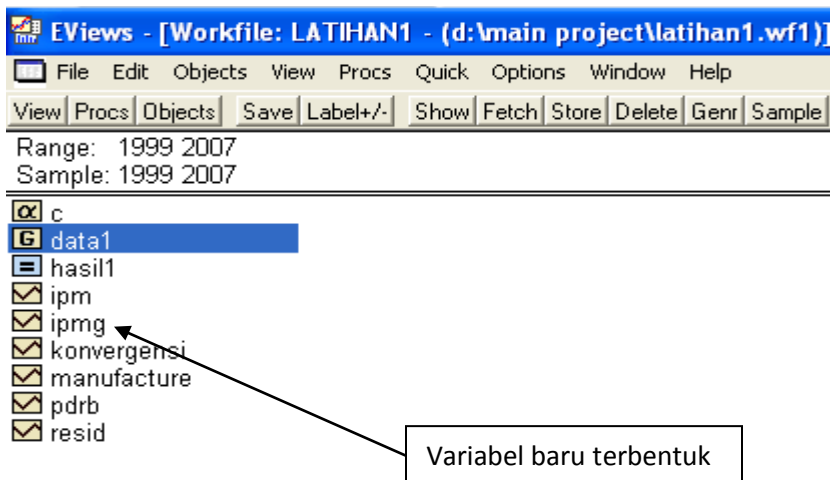 EViews - [Workfile: LATIHAN1 - (d:\main project\latihan1.wf1)]
File Edit Objects View Procs Quick Options Window Help
View Procs Objects Save Label+/- Show Fetch Store Delete Genr Sample
Range: 1999 2007
Sample: 1999 2007
α c
G data1
= hasil1
ipm
ipmg
konvergensi
manufacture
pdrb
resid
Variabel baru terbentuk